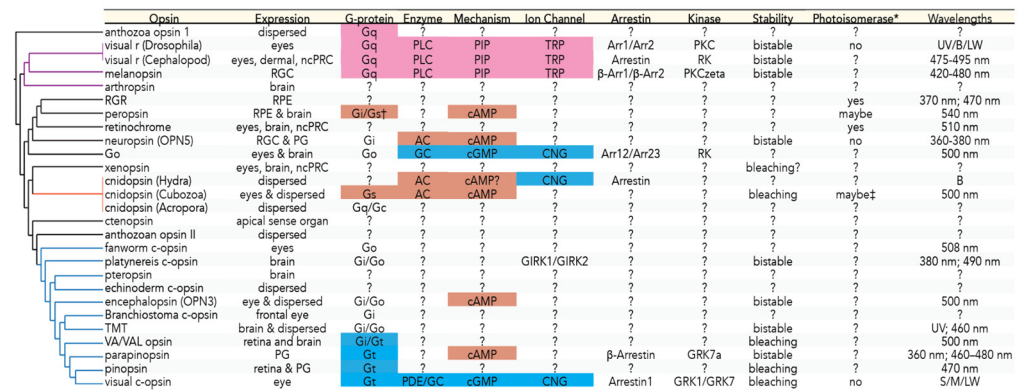 Opsin Expression G-protein Enzyme Mechanism Ion Channel Arrestin Kinase Stability Photoisomerase* Wavelengths
anthozoa opsin 1 dispersed Gq ? ? ? ? ? ? ? ?
visual r (Drosophila) eyes Gq PLC PIP TRP Arr1/Arr2 PKC bistable no UV/B/LW
visual r (Cephalopod) eyes, dermal, ncPRC Gq PLC PIP TRP Arrestin RK bistable ? 475-495 nm
melanopsin RGC Gq PLC PIP TRP β-Arr1/β-Arr2 PKCzeta bistable ? 420-480 nm
arthropsin brain ? ? ? ? ? ? ? ? ?
RGR RPE ? ? ? ? ? ? ? yes 370 nm; 470 nm
peropsin RPE & brain Gi/Gs† ? cAMP ? ? ? ? maybe 540 nm
retinochrome eyes, brain, ncPRC ? ? ? ? ? ? ? yes 510 nm
neuropsin (OPN5) RGC & PG Gi AC cAMP ? ? ? bistable no 360-380 nm
Go eyes & brain Go GC cGMP CNG Arr12/Arr23 RK ? ? 500 nm
xenopsin eyes, brain, ncPRC ? ? ? ? ? ? bleaching? ? ?
cnidopsin (Hydra) dispersed ? AC cAMP? CNG Arrestin ? ? ? B
cnidopsin (Cubozoa) eyes & dispersed Gs AC cAMP ? ? ? bleaching maybe‡ 500 nm
cnidopsin (Acropora) dispersed Gq/Gc ? ? ? ? ? ? ? ?
ctenopsin apical sense organ ? ? ? ? ? ? ? ? ?
anthozoan opsin II dispersed ? ? ? ? ? ? ? ? ?
fanworm c-opsin eyes Go ? ? ? ? ? ? ? 508 nm
platynereis c-opsin brain Gi/Go ? ? GIRK1/GIRK2 ? ? bistable ? 380 nm; 490 nm
pteropsin brain ? ? ? ? ? ? ? ? ?
echinoderm c-opsin dispersed ? ? ? ? ? ? ? ? ?
encephalopsin (OPN3) eye & dispersed Gi/Go ? cAMP ? ? ? bistable ? 500 nm
Branchiostoma c-opsin frontal eye Gi ? ? ? ? ? ? ? ?
TMT brain & dispersed Gi/Go ? ? ? ? ? bistable ? UV; 460 nm
VA/VAL opsin retina and brain Gi/Gt ? ? ? ? ? bleaching ? 500 nm
parapinopsin PG Gt ? cAMP ? β-Arrestin GRK7a bistable ? 360 nm; 460–480 nm
pinopsin retina & PG Gt ? ? ? ? ? bleaching ? 470 nm
visual c-opsin eye Gt PDE/GC cGMP CNG Arrestin1 GRK1/GRK7 bleaching no S/M/LW